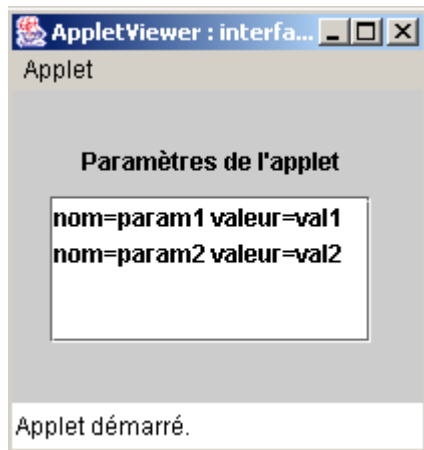 AppletViewer : interfa...
Applet
Paramètres de l'applet
nom=param1 valeur=val1
nom=param2 valeur=val2
Applet démarré.